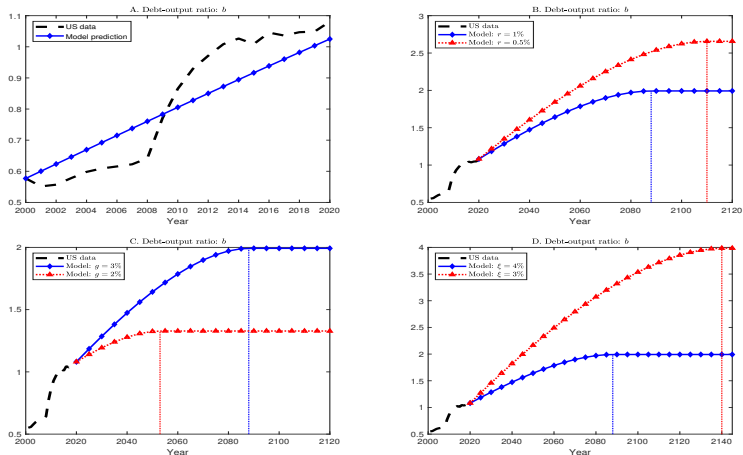 A. Debt-output ratio: b
1.1
1
0.9
0.8
0.7
0.6
0.5
US data
Model prediction
2000 2002 2004 2006 2008 2010 2012 2014 2016 2018 2020
Year
B. Debt-output ratio: b
3
2.5
2
1.5
1
0.5
US data
Model: r = 1%
Model: r = 0.5%
2000 2020 2040 2060 2080 2100 2120
Year
C. Debt-output ratio: b
2
1.5
1
0.5
US data
Model: g = 3%
Model: g = 2%
2000 2020 2040 2060 2080 2100 2120
Year
D. Debt-output ratio: b
4
3.5
3
2.5
2
1.5
1
0.5
US data
Model: ξ = 4%
Model: ξ = 3%
2000 2020 2040 2060 2080 2100 2120 2140
Year